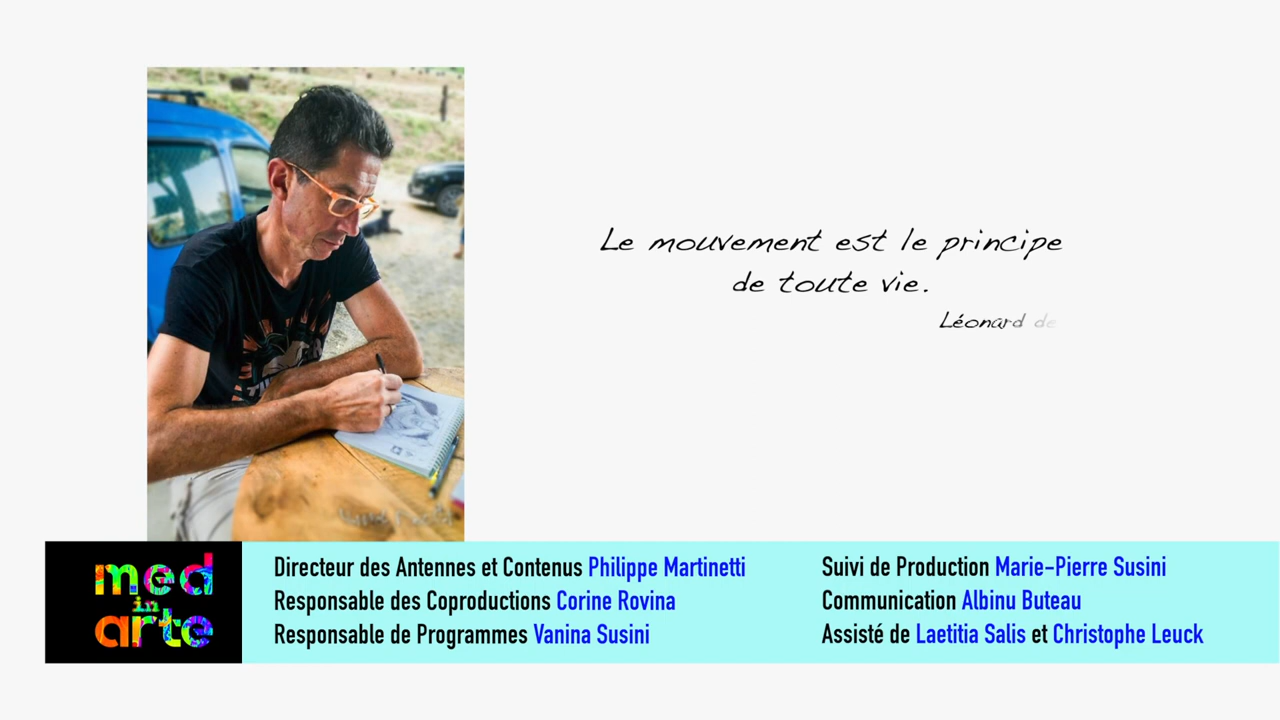 Le mouvement est le principe
de toute vie.
Léonard de
med
in
arte
Directeur des Antennes et Contenus Philippe Martinetti
Responsable des Coproductions Corine Rovina
Responsable de Programmes Vanina Susini
Suivi de Production Marie-Pierre Susini
Communication Albinu Buteau
Assisté de Laetitia Salis et Christophe Leuck